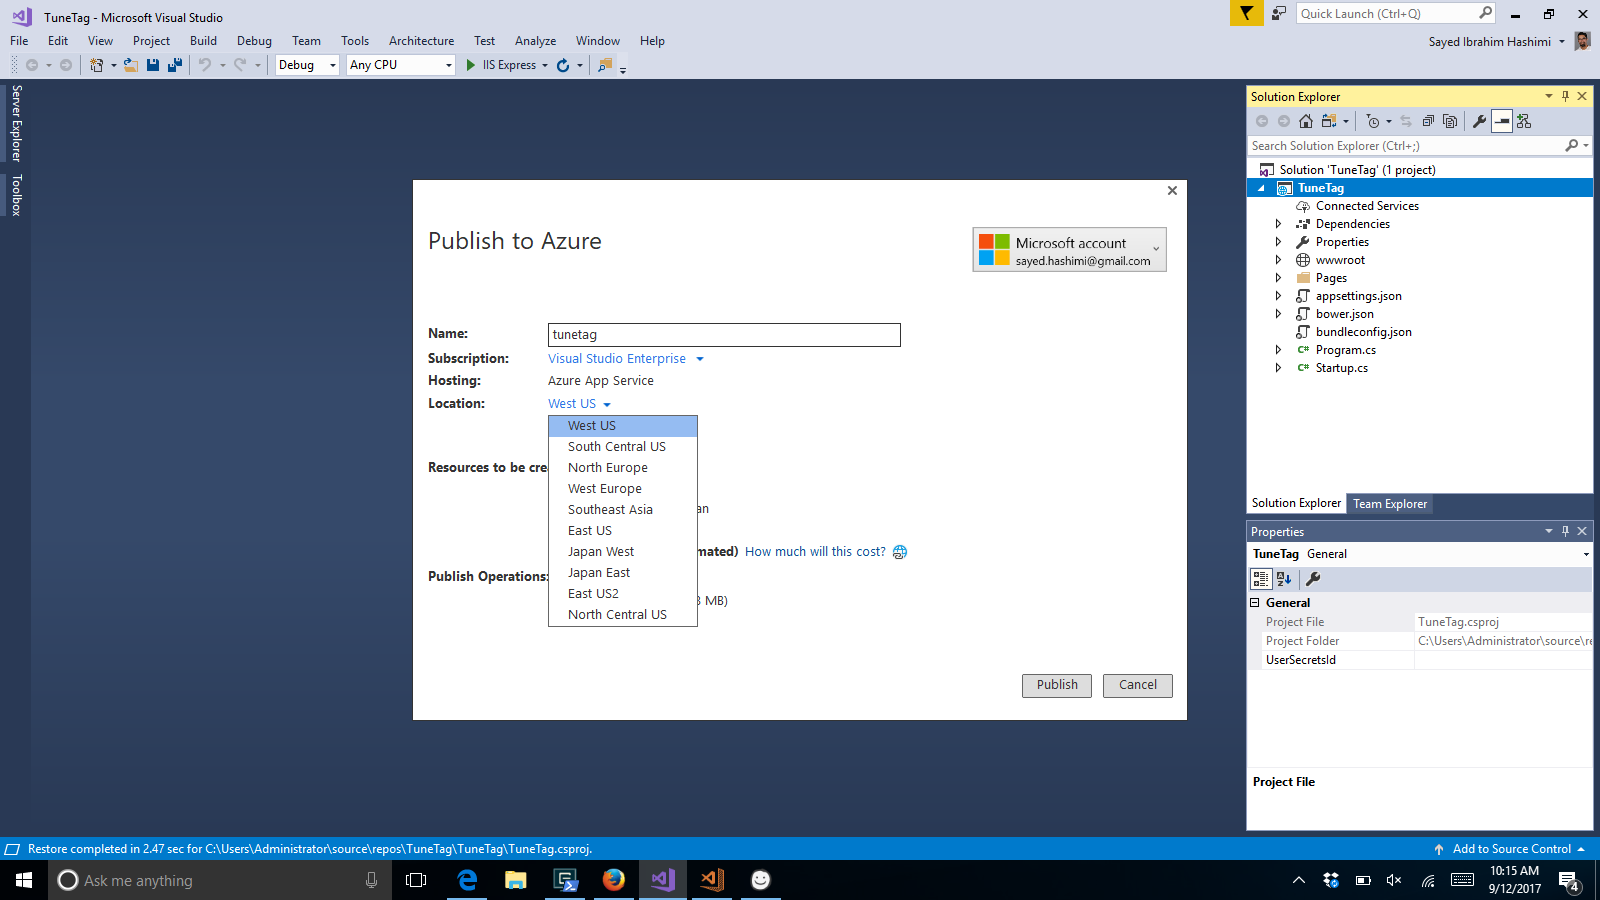 TuneTag - Microsoft Visual Studio
Quick Launch (Ctrl+Q)
File Edit View Project Build Debug Team Tools Architecture Test Analyze Window Help
Sayed Ibrahim Hashimi
Debug Any CPU IIS Express
Server Explorer
Toolbox
Publish to Azure
Microsoft account
sayed.hashimi@gmail.com
Name: tunetag
Subscription: Visual Studio Enterprise
Hosting: Azure App Service
Location: West US
West US
South Central US
North Europe
West Europe
Southeast Asia
East US
Japan West
Japan East
East US2
North Central US
Resources to be cre
an
mated) How much will this cost?
Publish Operations:
MB)
Publish Cancel
Solution Explorer
Search Solution Explorer (Ctrl+;)
Solution 'TuneTag' (1 project)
TuneTag
Connected Services
Dependencies
Properties
wwwroot
Pages
appsettings.json
bower.json
bundleconfig.json
C# Program.cs
C# Startup.cs
Solution Explorer Team Explorer
Properties
TuneTag General
General
Project File TuneTag.csproj
Project Folder C:\Users\Administrator\source\re
UserSecretsId
Project File
Restore completed in 2.47 sec for C:\Users\Administrator\source\repos\TuneTag\TuneTag\TuneTag.csproj.
Add to Source Control
Ask me anything
10:15 AM
9/12/2017
4